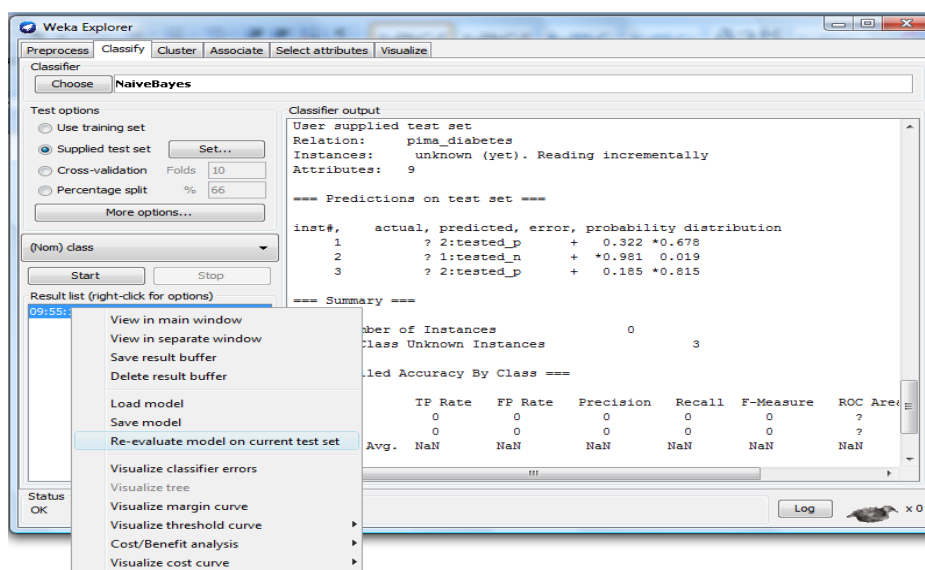 Weka Explorer
Preprocess Classify Cluster Associate Select attributes Visualize
Classifier
Choose NaiveBayes
Test options
Use training set
Supplied test set Set...
Cross-validation Folds 10
Percentage split % 66
More options...
(Nom) class
Start Stop
Result list (right-click for options)
09:55:
View in main window
View in separate window
Save result buffer
Delete result buffer
Load model
Save model
Re-evaluate model on current test set
Visualize classifier errors
Visualize tree
Visualize margin curve
Visualize threshold curve
Cost/Benefit analysis
Visualize cost curve
Classifier output
User supplied test set
Relation: pima_diabetes
Instances: unknown (yet). Reading incrementally
Attributes: 9
=== Predictions on test set ===
inst#, actual, predicted, error, probability distribution
1 ? 2:tested_p + 0.322 *0.678
2 ? 1:tested_n + *0.981 0.019
3 ? 2:tested_p + 0.185 *0.815
=== Summary ===
ber of Instances 0
Class Unknown Instances 3
led Accuracy By Class ===
TP Rate FP Rate Precision Recall F-Measure ROC Area
0 0 0 0 0 ?
0 0 0 0 0 ?
Avg. NaN NaN NaN NaN NaN NaN
Status
OK
Log
x 0